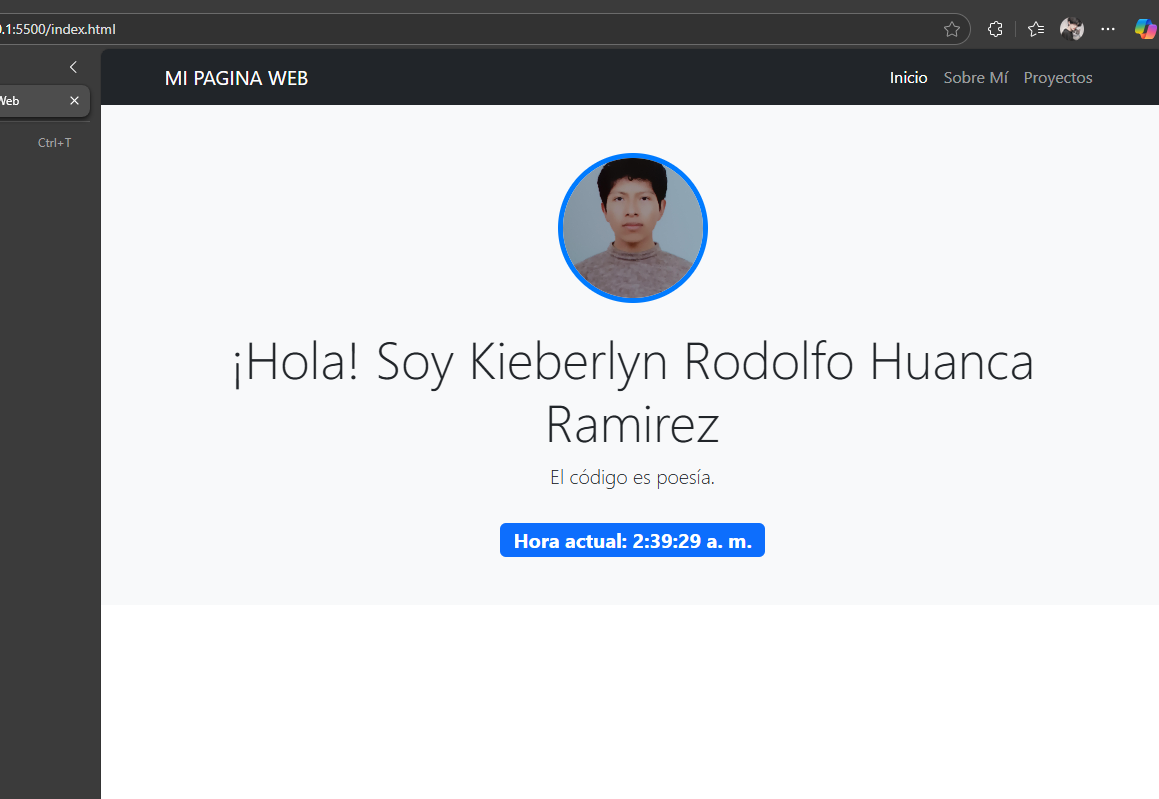 .1:5500/index.html
MI PAGINA WEB
Inicio Sobre Mí Proyectos
Web
Ctrl+T
¡Hola! Soy Kieberlyn Rodolfo Huanca
Ramirez
El código es poesía.
Hora actual: 2:39:29 a. m.